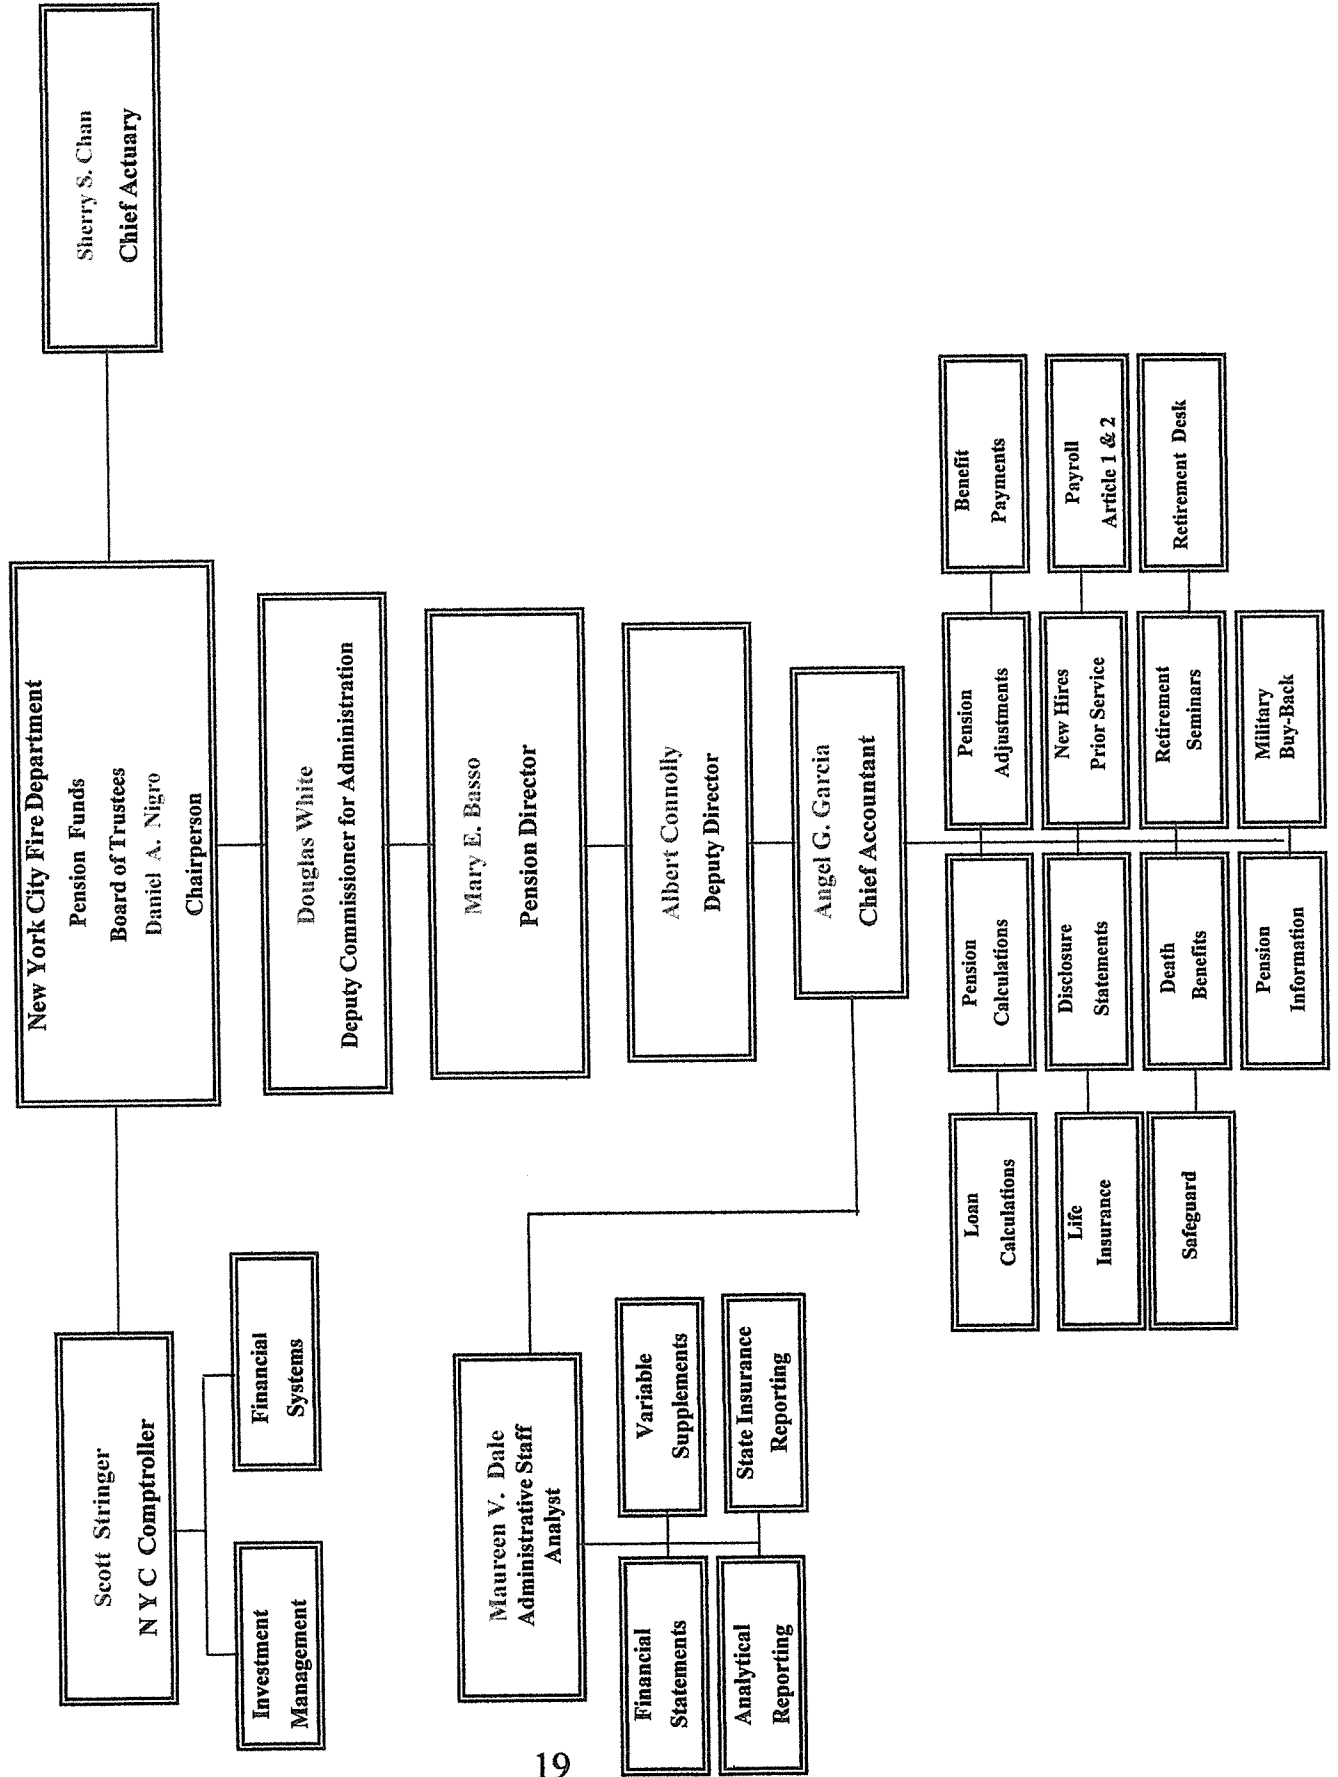 New York City Fire Department
Pension Funds
Board of Trustees
Daniel A. Nigro
Chairperson
Scott Stringer
N Y C Comptroller
Sherry S. Chan
Chief Actuary
Investment
Management
Financial
Systems
Douglas White
Deputy Commissioner for Administration
Mary E. Basso
Pension Director
Albert Connolly
Deputy Director
Angel G. Garcia
Chief Accountant
Maureen V. Dale
Administrative Staff
Analyst
Financial
Statements
Variable
Supplements
Analytical
Reporting
State Insurance
Reporting
Loan
Calculations
Pension
Calculations
Pension
Adjustments
Benefit
Payments
Life
Insurance
Disclosure
Statements
New Hires
Prior Service
Payroll
Article 1 & 2
Safeguard
Death
Benefits
Retirement
Seminars
Retirement Desk
Pension
Information
Military
Buy-Back
19